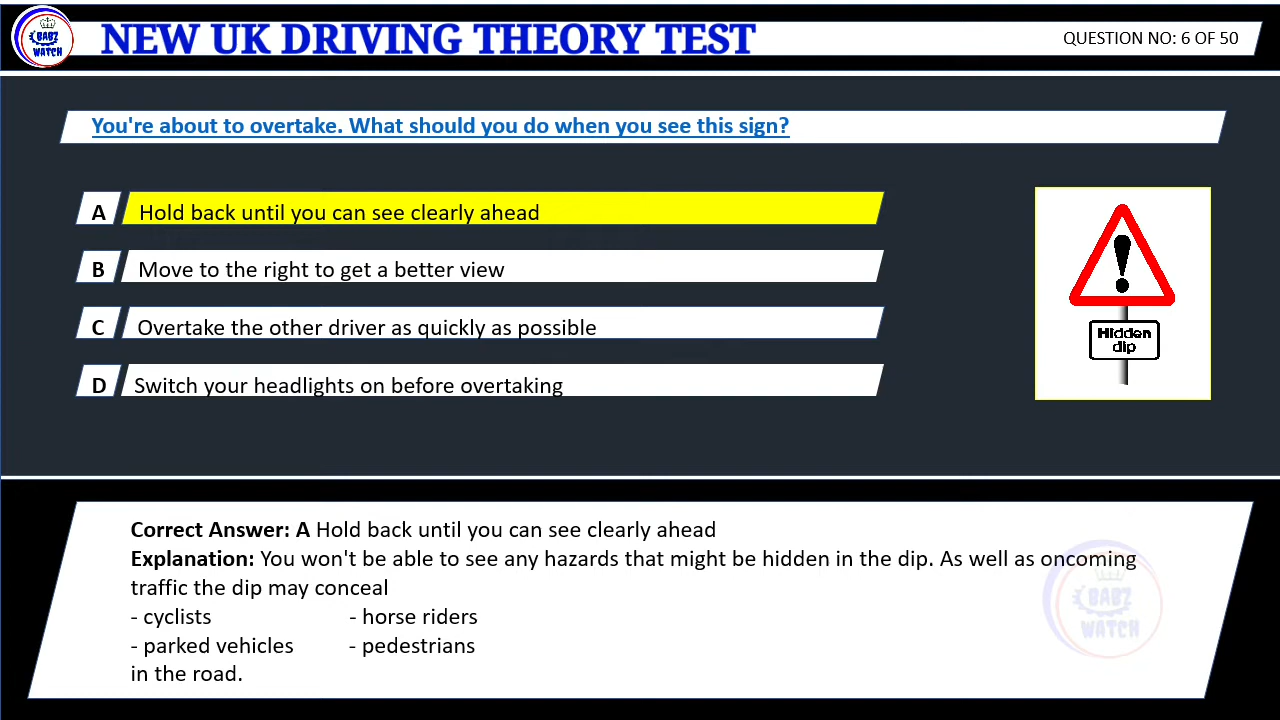 BABZ WATCH
NEW UK DRIVING THEORY TEST
QUESTION NO: 6 OF 50
You're about to overtake. What should you do when you see this sign?
A Hold back until you can see clearly ahead
B Move to the right to get a better view
C Overtake the other driver as quickly as possible
D Switch your headlights on before overtaking
!
Hidden
dip
Correct Answer: A Hold back until you can see clearly ahead
Explanation: You won't be able to see any hazards that might be hidden in the dip. As well as oncoming
traffic the dip may conceal
- cyclists - horse riders
- parked vehicles - pedestrians
in the road.
BABZ
WATCH